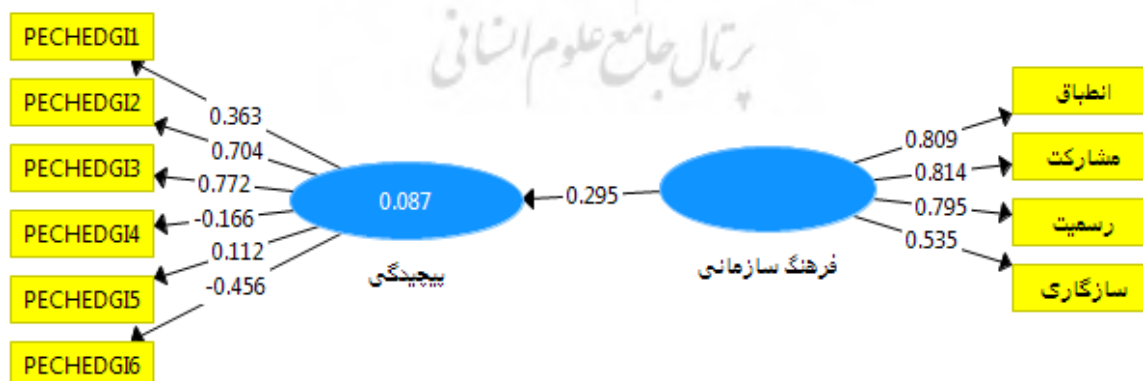 پرتال جامع علوم انسانی
PECHEDGI1
PECHEDGI2
PECHEDGI3
PECHEDGI4
PECHEDGI5
PECHEDGI6
0.363
0.704
0.772
-0.166
0.112
-0.456
0.087
پیچیدگی
0.295
فرهنگ سازمانی
0.809
0.814
0.795
0.535
انطباق
مشارکت
رسمیت
سازگاری